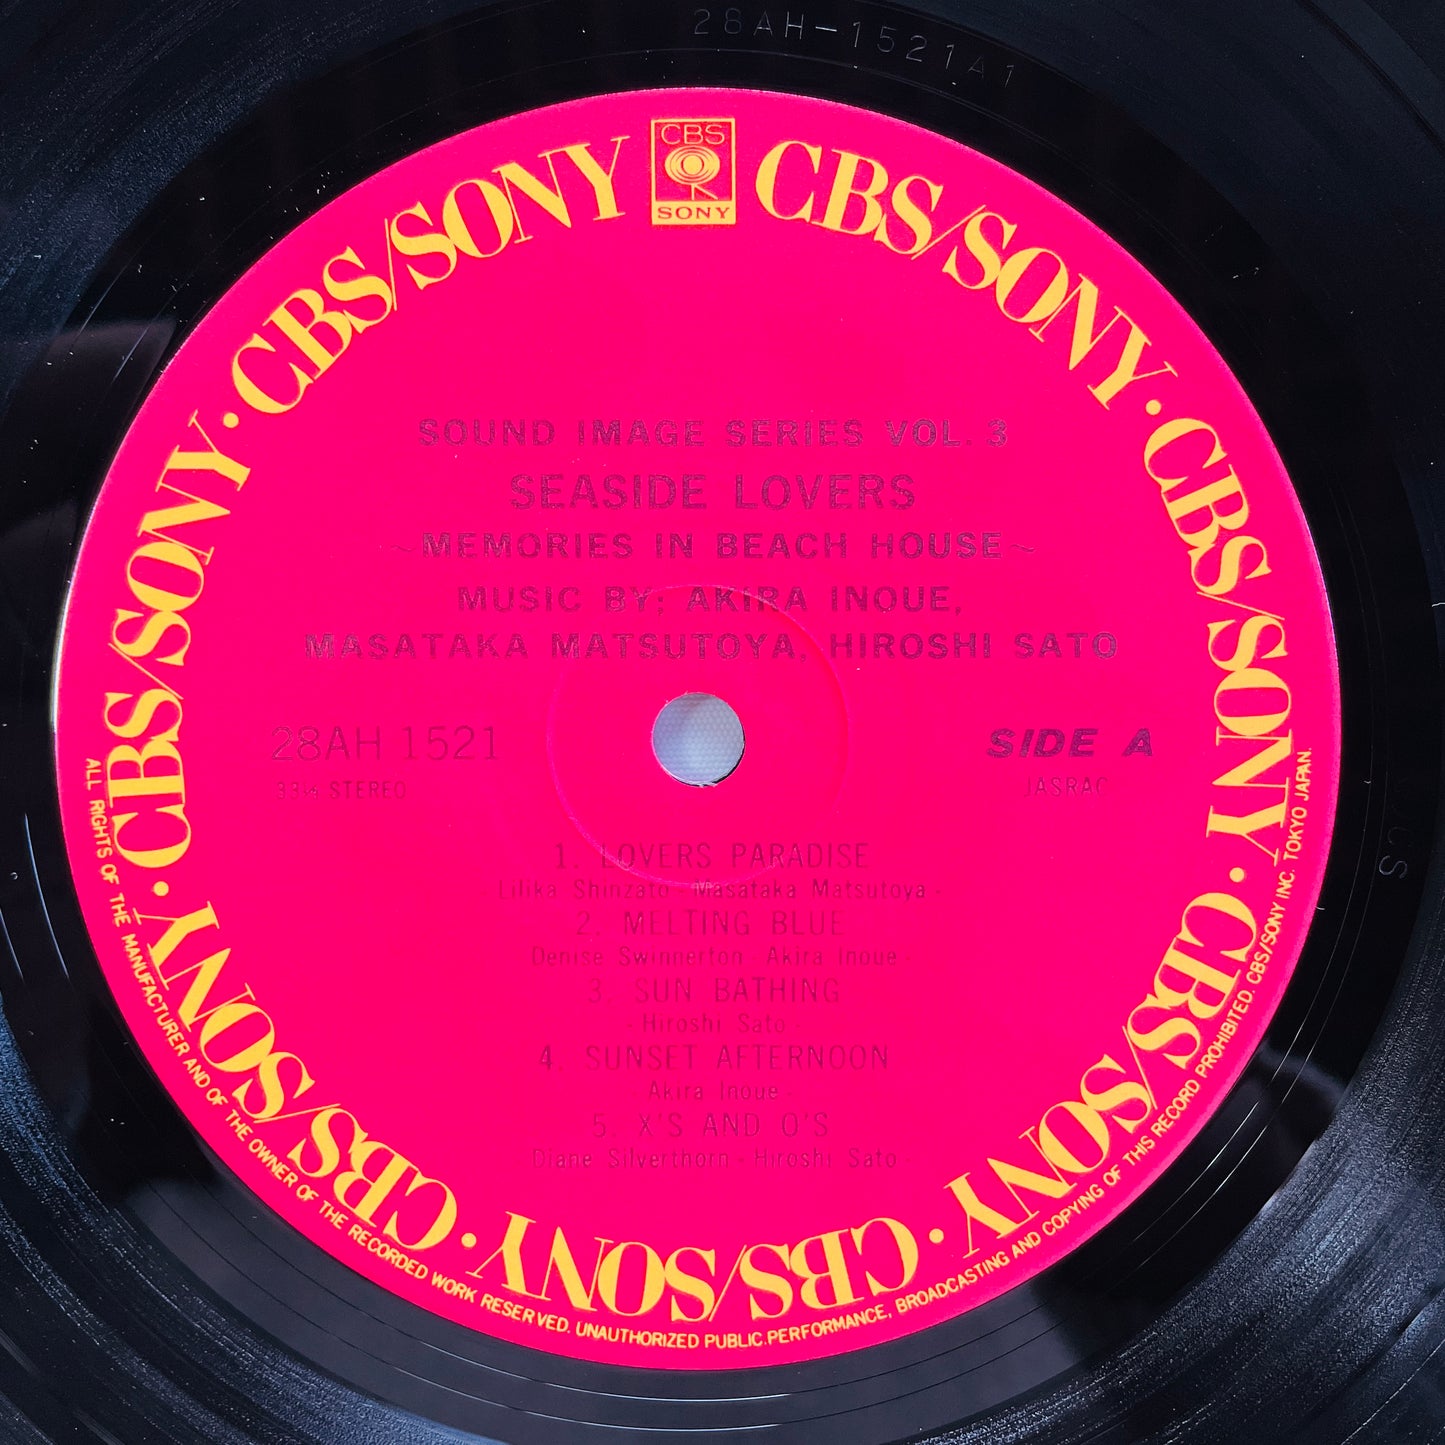 28AH-1521A1
CBS
SONY
CBS/SONY · CBS/SONY · CBS/SONY · CBS/SONY · CBS/SONY · CBS/SONY · CBS/SONY · CBS/SONY
SOUND IMAGE SERIES VOL. 3
SEASIDE LOVERS
~MEMORIES IN BEACH HOUSE~
MUSIC BY; AKIRA INOUE,
MASATAKA MATSUTOYA, HIROSHI SATO
28AH 1521
SIDE A
33⅓ STEREO
JASRAC
1. LOVERS PARADISE
- Lilika Shinzato - Masataka Matsutoya -
2. MELTING BLUE
- Denise Swinnerton - Akira Inoue -
3. SUN BATHING
- Hiroshi Sato -
4. SUNSET AFTERNOON
- Akira Inoue -
5. X'S AND O'S
- Diane Silverthorn - Hiroshi Sato -
ALL RIGHTS OF THE MANUFACTURER AND OF THE OWNER OF THE RECORDED WORK RESERVED. UNAUTHORIZED PUBLIC.PERFORMANCE, BROADCASTING AND COPYING OF THIS RECORD PROHIBITED. CBS/SONY INC. TOKYO JAPAN.
CS